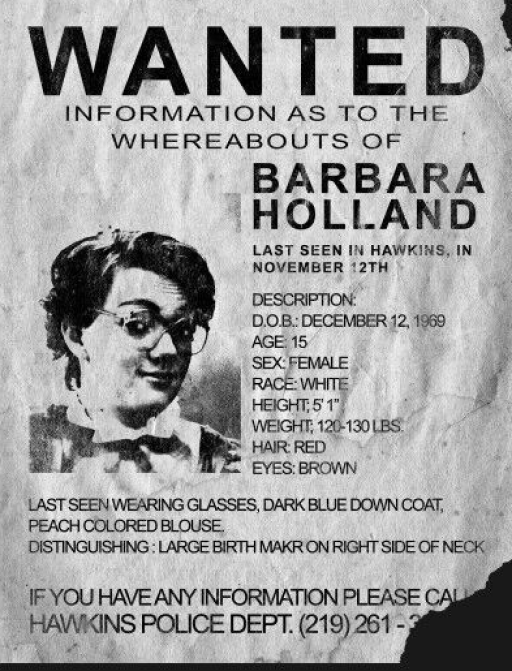 WANTED
INFORMATION AS TO THE
WHEREABOUTS OF
BARBARA
HOLLAND
LAST SEEN IN HAWKINS, IN
NOVEMBER 12TH
DESCRIPTION:
D.O.B.: DECEMBER 12, 1969
AGE: 15
SEX: FEMALE
RACE: WHITE
HEIGHT; 5' 1"
WEIGHT; 120-130 LBS.
HAIR: RED
EYES: BROWN
LAST SEEN WEARING GLASSES, DARK BLUE DOWN COAT,
PEACH COLORED BLOUSE.
DISTINGUISHING : LARGE BIRTH MAKR ON RIGHT SIDE OF NECK
IF YOU HAVE ANY INFORMATION PLEASE
HAWKINS POLICE DEPT. (219) 261 -